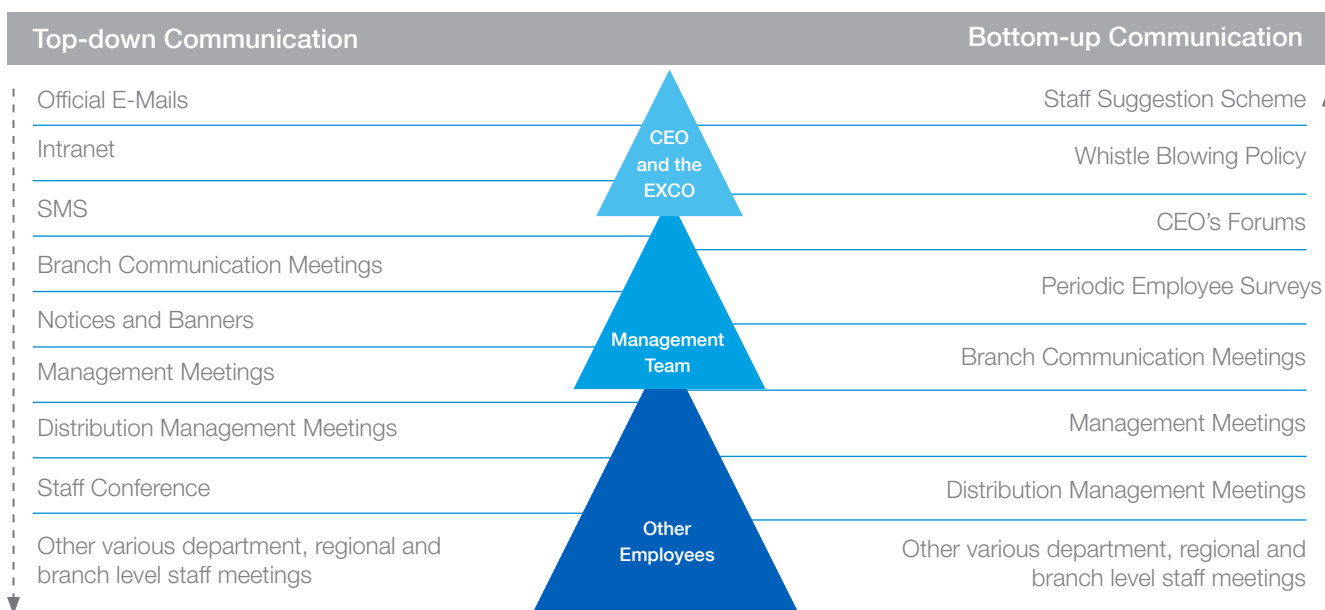 Top-down Communication
Bottom-up Communication
Official E-Mails
Intranet
SMS
Branch Communication Meetings
Notices and Banners
Management Meetings
Distribution Management Meetings
Staff Conference
Other various department, regional and
branch level staff meetings
CEO
and the
EXCO
Management
Team
Other
Employees
Staff Suggestion Scheme
Whistle Blowing Policy
CEO's Forums
Periodic Employee Surveys
Branch Communication Meetings
Management Meetings
Distribution Management Meetings
Other various department, regional and
branch level staff meetings